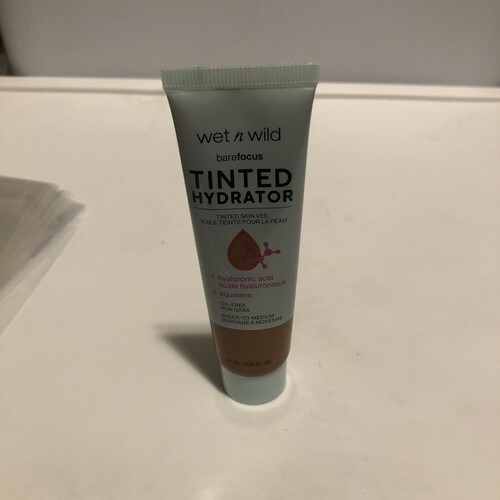 wet n wild
barefocus
TINTED
HYDRATOR
TINTED SKIN VEIL
VOILE TEINTÉ POUR LA PEAU
+ hyaluronic acid
acide hyaluronique
+ squalane
OIL-FREE
NON GRAS
SHEER-TO-MEDIUM
DIAPHANE À MOYENNE